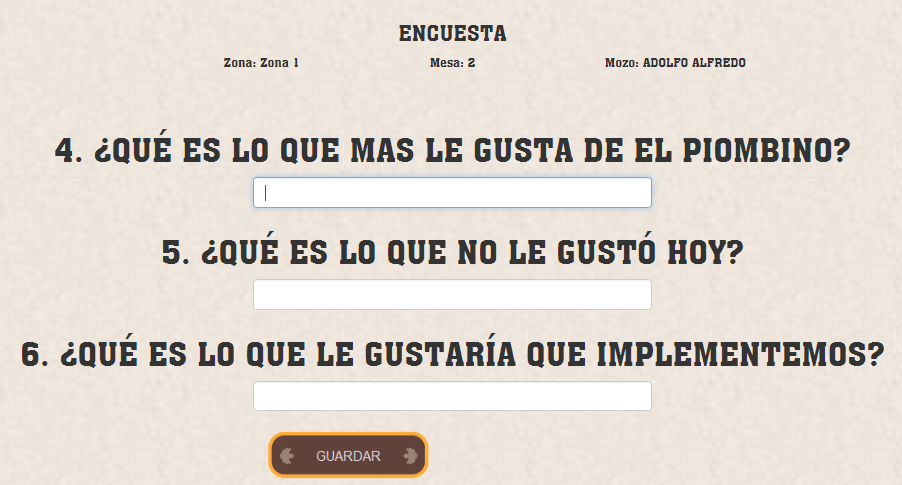 ENCUESTA
Zona: Zona 1 Mesa: 2 Mozo: ADOLFO ALFREDO
4. ¿QUÉ ES LO QUE MAS LE GUSTA DE EL PIOMBINO?
5. ¿QUÉ ES LO QUE NO LE GUSTÓ HOY?
6. ¿QUÉ ES LO QUE LE GUSTARÍA QUE IMPLEMENTEMOS?
GUARDAR